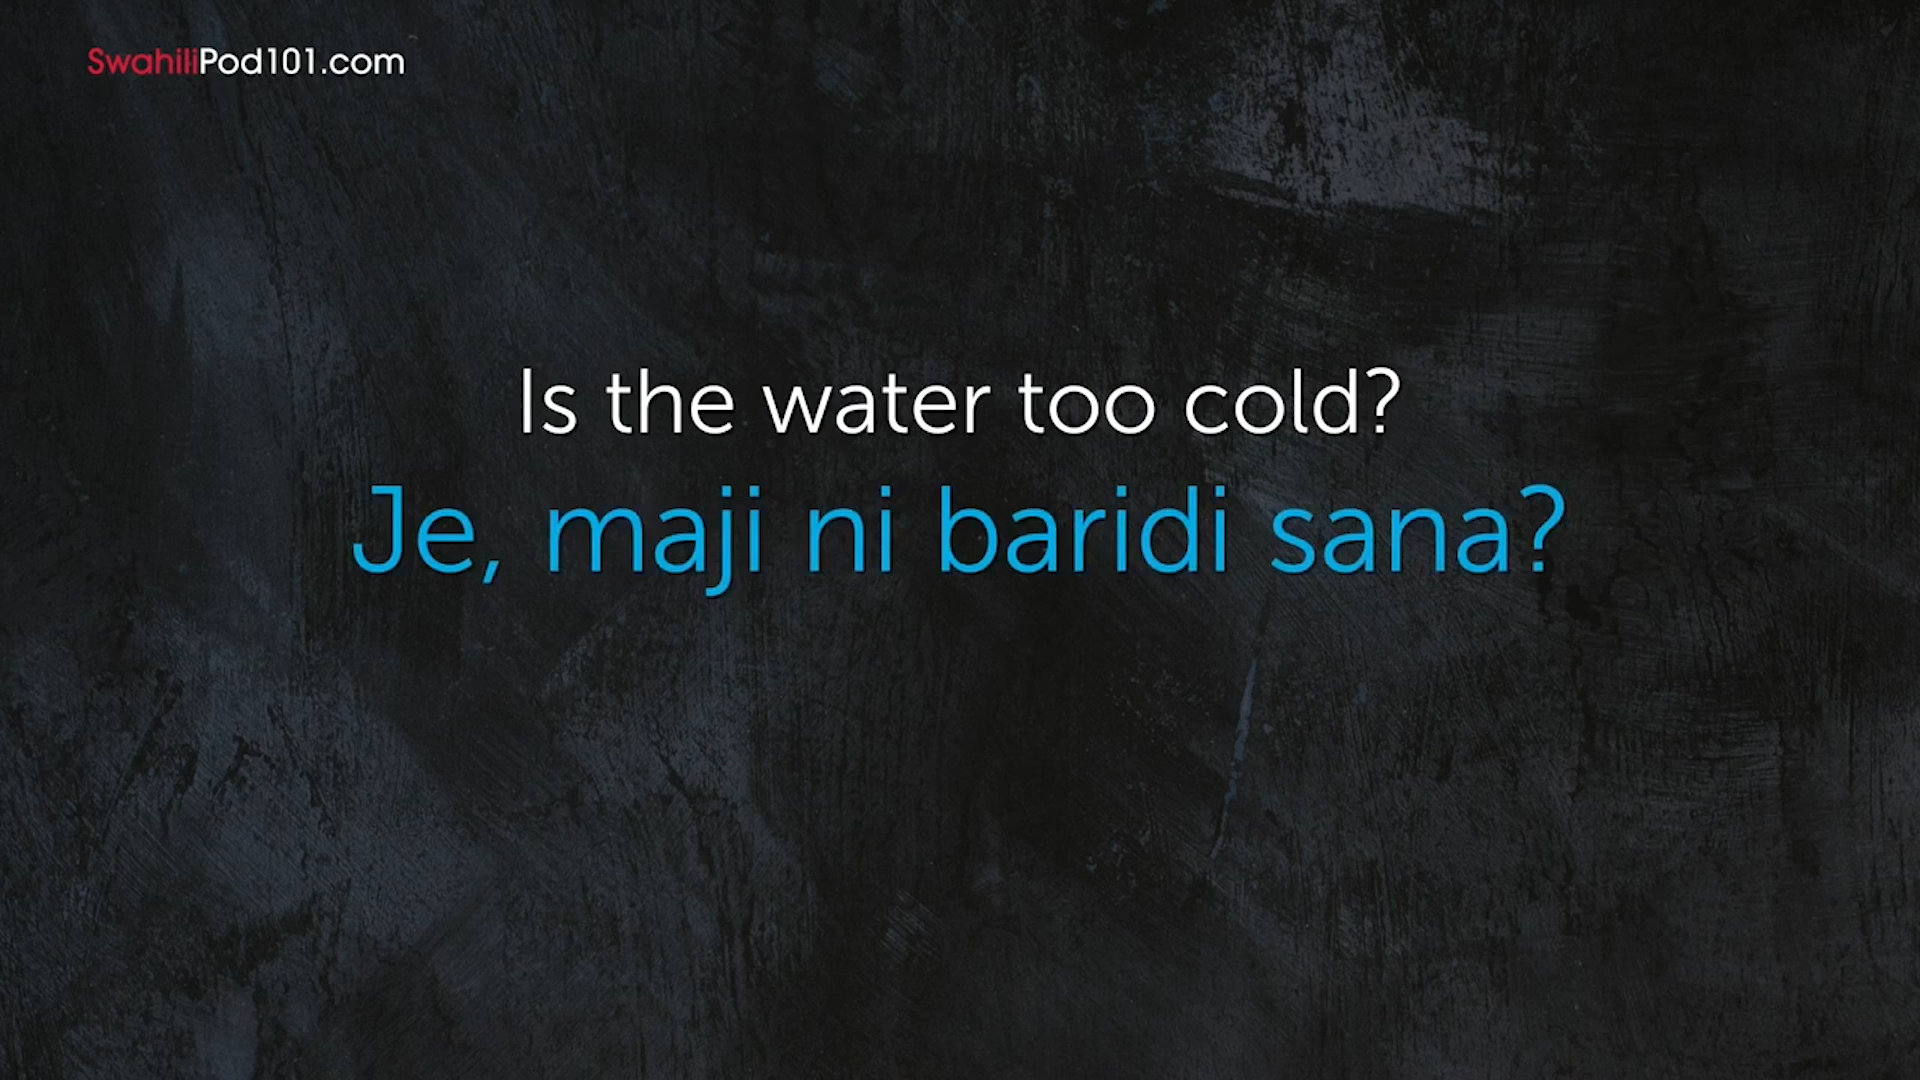 SwahiliPod101.com
Is the water too cold?
Je, maji ni baridi sana?